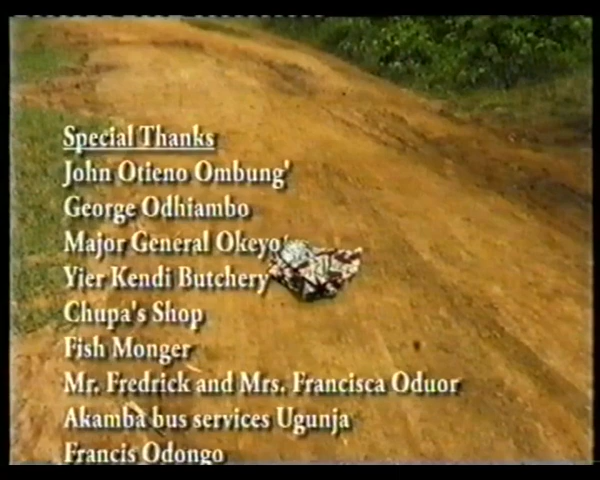 Special Thanks
John Otieno Ombung'
George Odhiambo
Major General Okeyo
Yier Kendi Butchery
Chupa's Shop
Fish Monger
Mr. Fredrick and Mrs. Francisca Oduor
Akamba bus services Ugunja
Francis Odongo